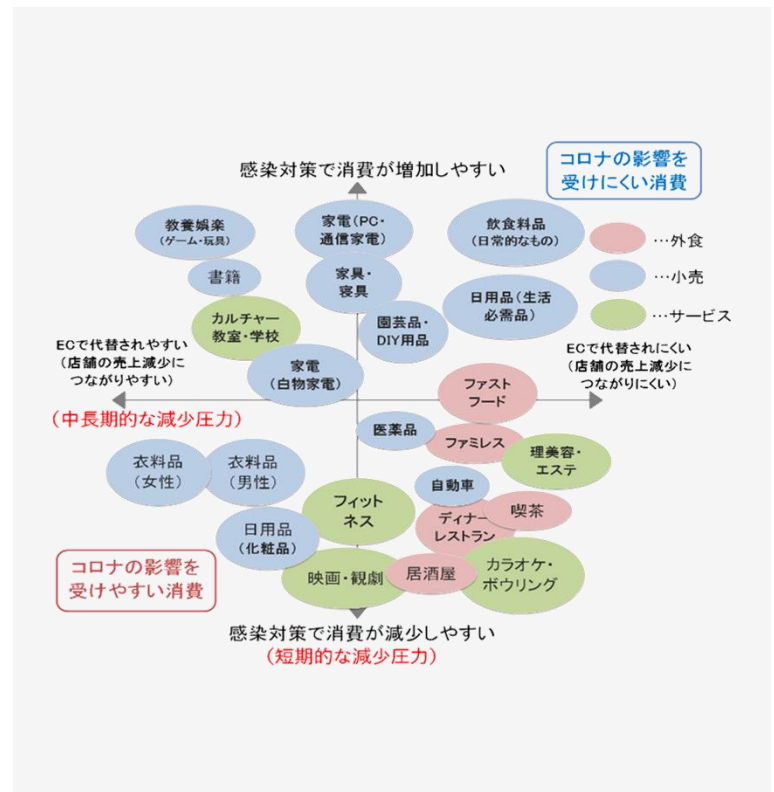 コロナの影響を
受けにくい消費
感染対策で消費が増加しやすい
教養娯楽
(ゲーム・玩具)
家電(PC・
通信家電)
飲食料品
(日常的なもの)
…外食
書籍
家具・
寝具
…小売
日用品(生活
必需品)
カルチャー
教室・学校
園芸品・
DIY用品
…サービス
ECで代替されやすい
(店舗の売上減少に
つながりやすい)
家電
(白物家電)
ECで代替されにくい
(店舗の売上減少に
つながりにくい)
ファスト
フード
(中長期的な減少圧力)
医薬品
ファミレス
理美容・
エステ
衣料品
(女性)
衣料品
(男性)
自動車
フィット
ネス
喫茶
ディナー
レストラン
日用品
(化粧品)
コロナの影響を
受けやすい消費
映画・観劇
居酒屋
カラオケ・
ボウリング
感染対策で消費が減少しやすい
(短期的な減少圧力)